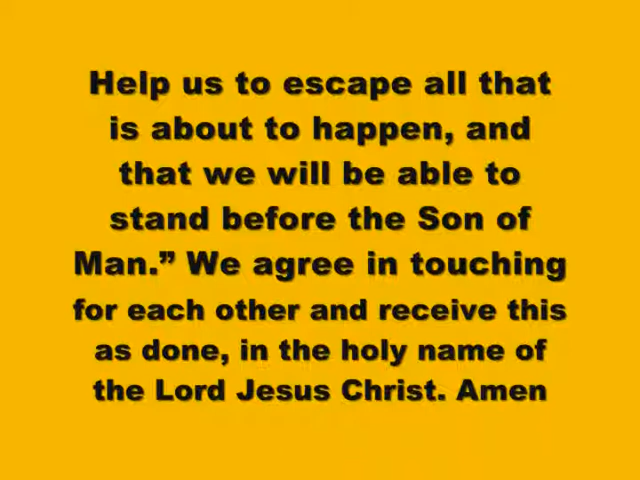 Help us to escape all that
is about to happen, and
that we will be able to
stand before the Son of
Man.” We agree in touching
for each other and receive this
as done, in the holy name of
the Lord Jesus Christ. Amen